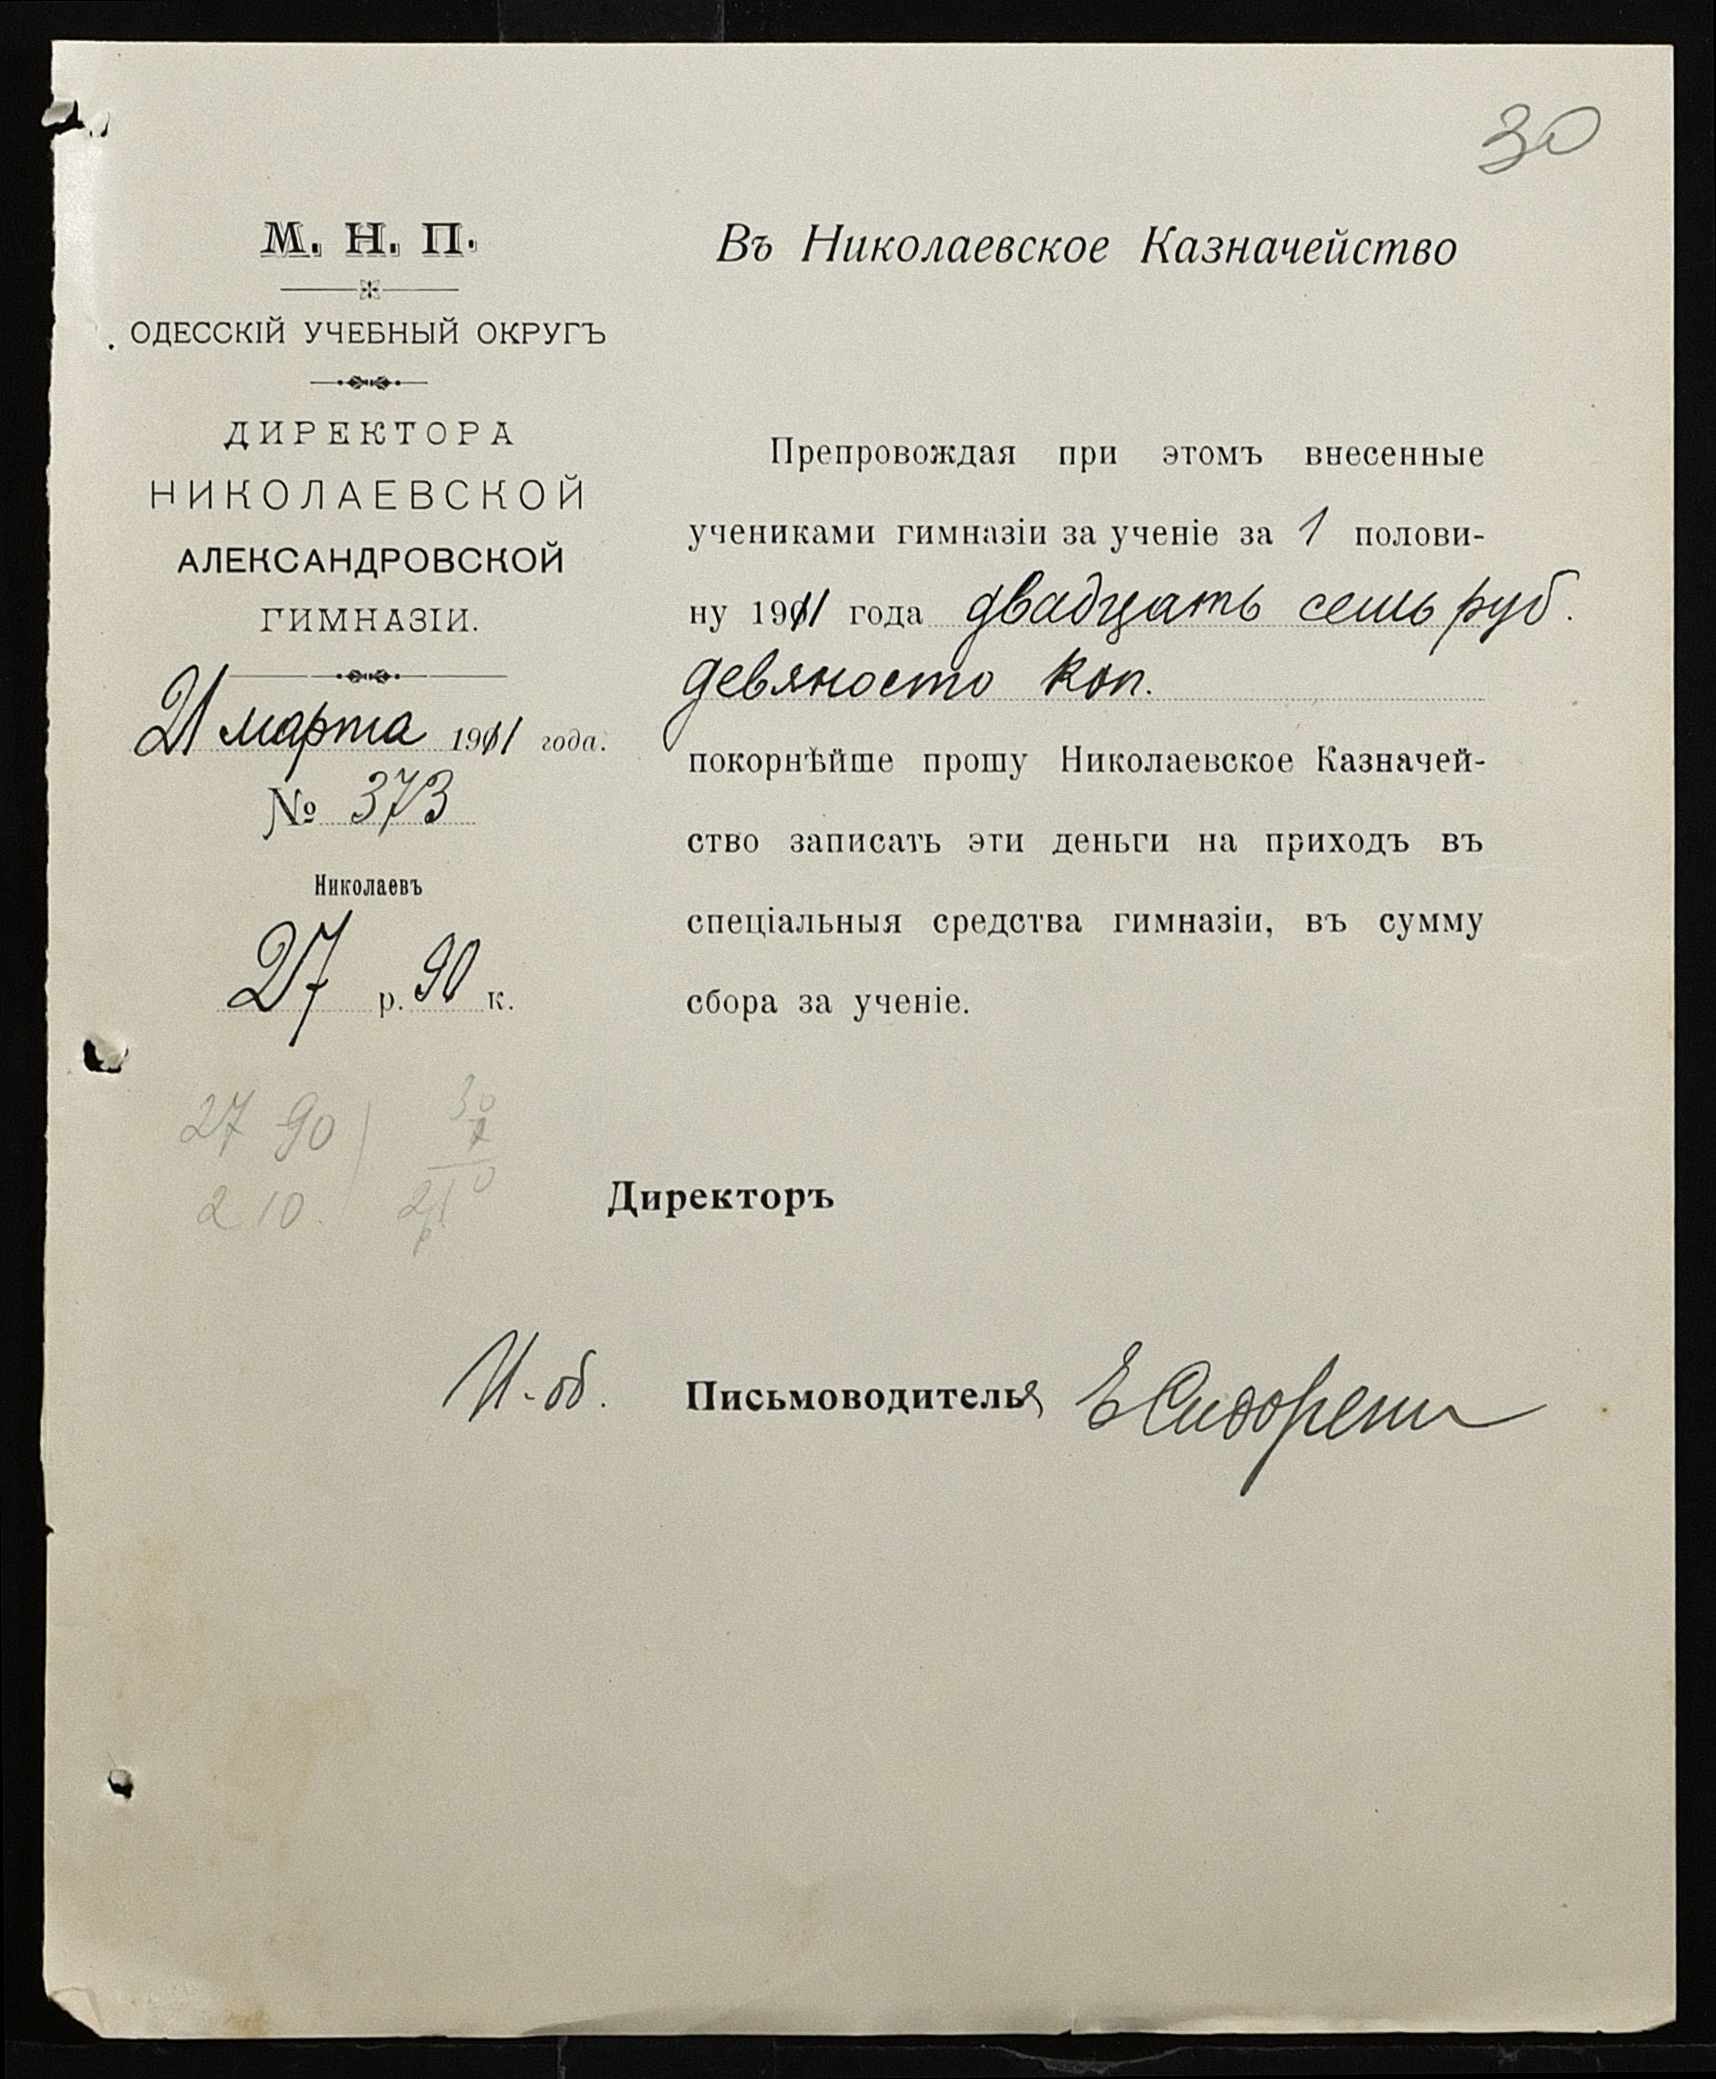 30
М. Н. П.
ОДЕССКІЙ УЧЕБНЫЙ ОКРУГЪ
ДИРЕКТОРА
НИКОЛАЕВСКОЙ
АЛЕКСАНДРОВСКОЙ
ГИМНАЗІИ.
21 марта 1911 года.
№ 373
Николаевъ
27 р. 90 к.
27 90
2 10
Въ Николаевское Казначейство
Препровождая при этомъ внесенные
учениками гимназіи за ученіе за 1 полови-
ну 1911 года двадцать семь руб.
девяносто коп.
покорнѣйше прошу Николаевское Казначей-
ство записать эти деньги на приходъ въ
спеціальныя средства гимназіи, въ сумму
сбора за ученіе.
Директоръ
И. об. Письмоводителя